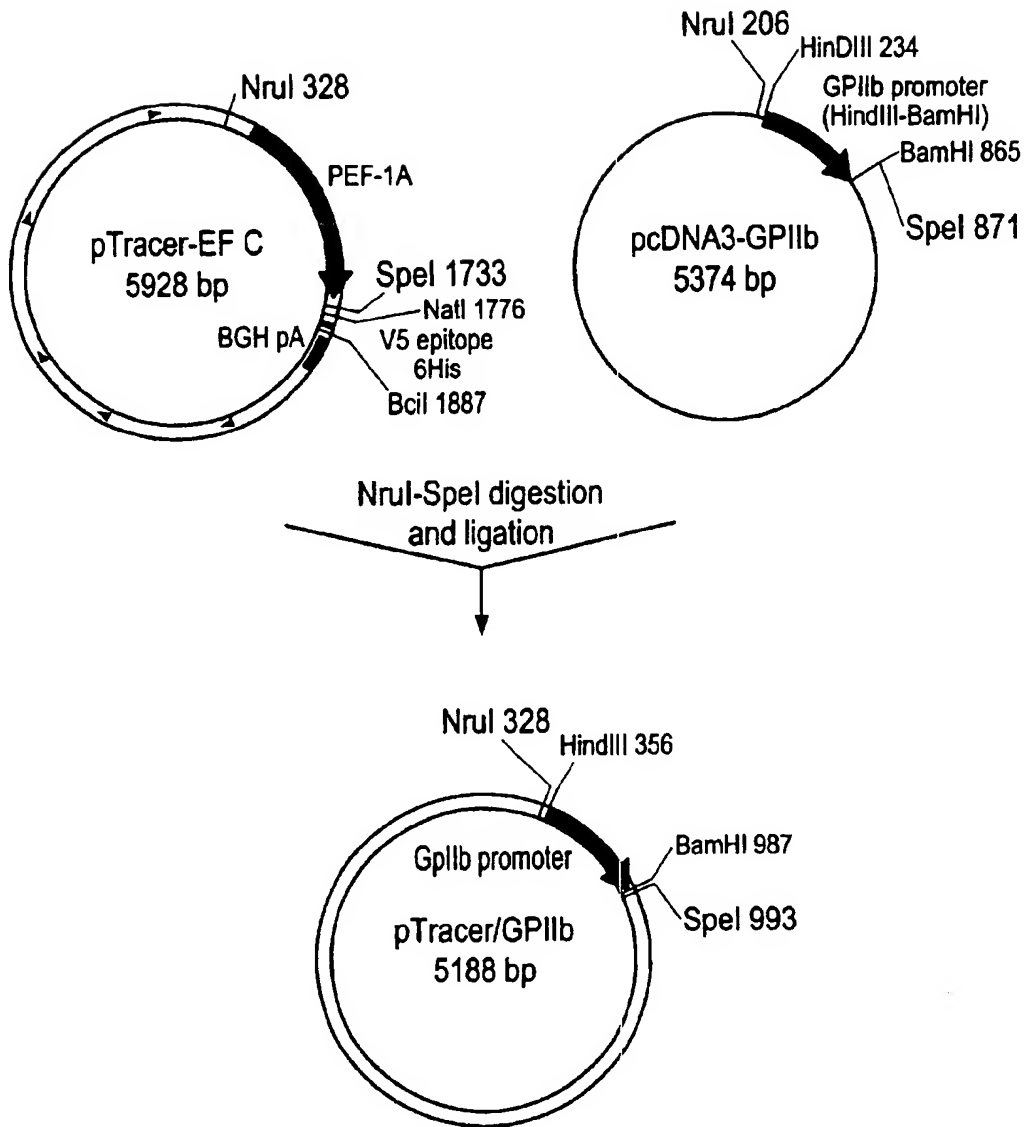 NruI 328
PEF-1A
pTracer-EF C
5928 bp
SpeI 1733
NatI 1776
V5 epitope
6His
BGH pA
BciI 1887
NruI 206
HinDIII 234
GPIIb promoter
(HindIII-BamHI)
BamHI 865
SpeI 871
pcDNA3-GPIIb
5374 bp
NruI-SpeI digestion
and ligation
NruI 328
HindIII 356
GpIIb promoter
BamHI 987
SpeI 993
pTracer/GPIIb
5188 bp